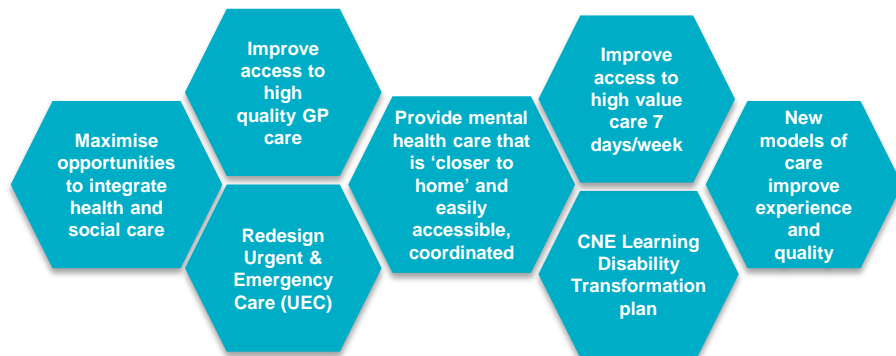 Maximise
opportunities
to integrate
health and
social care
Improve
access to
high
quality GP
care
Redesign
Urgent &
Emergency
Care (UEC)
Provide mental
health care that
is ‘closer to
home’ and
easily
accessible,
coordinated
Improve
access to
high value
care 7
days/week
CNE Learning
Disability
Transformation
plan
New
models of
care
improve
experience
and
quality